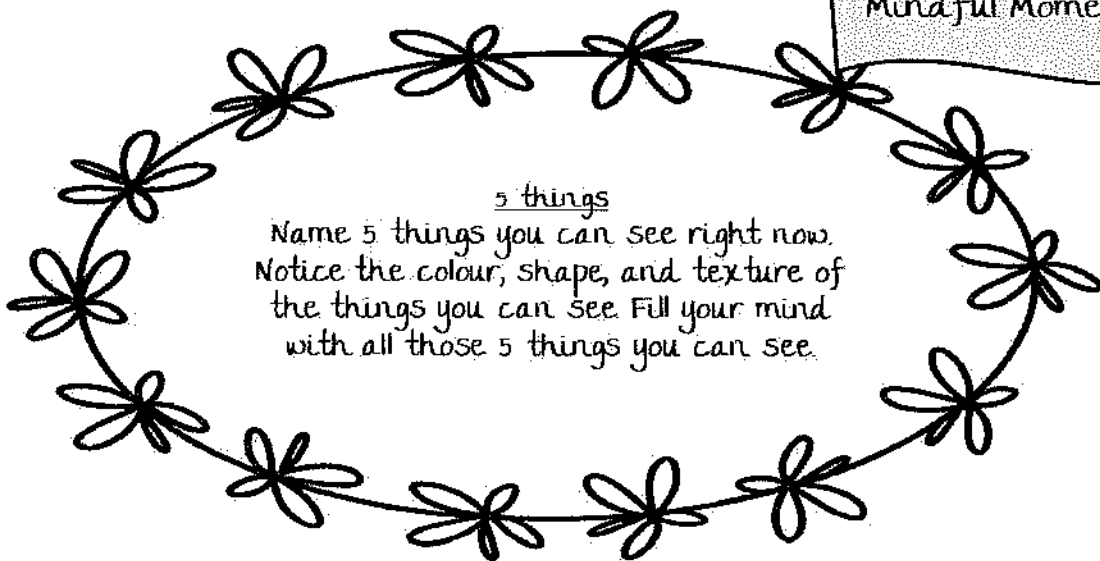 Mindful Mome
5 things
Name 5 things you can see right now.
Notice the colour, shape, and texture of
the things you can see. Fill your mind
with all those 5 things you can see.